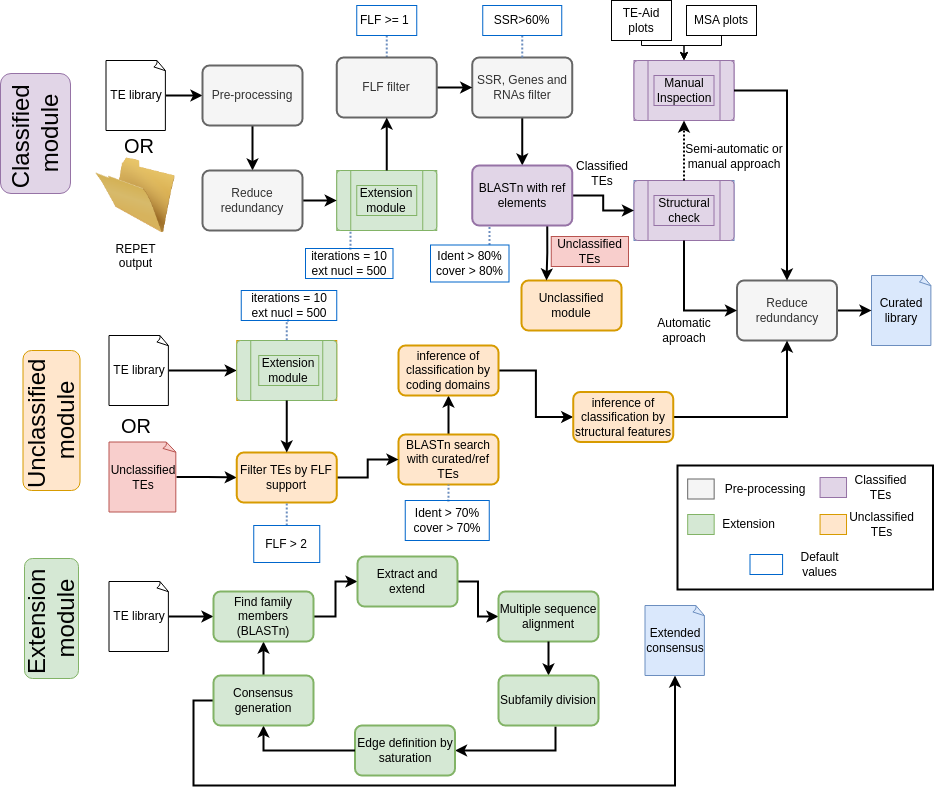 Classified
module
TE library
OR
REPET
output
Pre-processing
Reduce
redundancy
FLF >= 1
FLF filter
Extension
module
iterations = 10
ext nucl = 500
SSR>60%
SSR, Genes and
RNAs filter
BLASTn with ref
elements
Ident > 80%
cover > 80%
Classified
TEs
Unclassified
TEs
Unclassified
module
TE-Aid
plots
MSA plots
Manual
Inspection
Semi-automatic or
manual approach
Structural
check
Automatic
aproach
Reduce
redundancy
Curated
library
Unclassified
module
TE library
OR
Unclassified
TEs
iterations = 10
ext nucl = 500
Extension
module
Filter TEs by FLF
support
FLF > 2
inference of
classification by
coding domains
BLASTn search
with curated/ref
TEs
Ident > 70%
cover > 70%
inference of
classification by
structural features
Pre-processing
Classified
TEs
Extension
Unclassified
TEs
Default
values
Extension
module
TE library
Find family
members
(BLASTn)
Extract and
extend
Multiple sequence
alignment
Subfamily division
Edge definition by
saturation
Consensus
generation
Extended
consensus